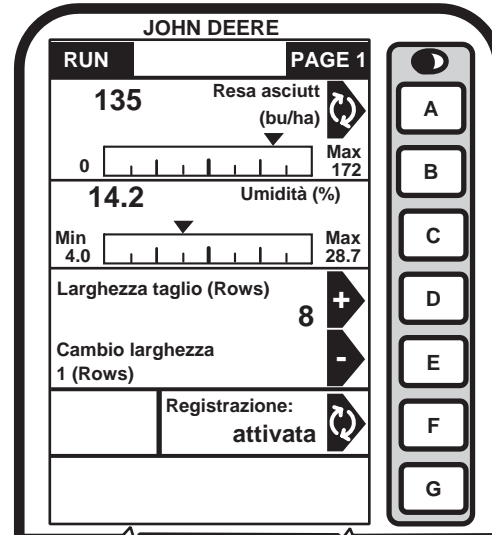 JOHN DEERE
RUN PAGE 1
135 Resa asciutt
(bu/ha)
0 Max
172
14.2 Umidità (%)
Min Max
4.0 28.7
Larghezza taglio (Rows)
8 +
Cambio larghezza -
1 (Rows)
Registrazione:
attivata
A
B
C
D
E
F
G